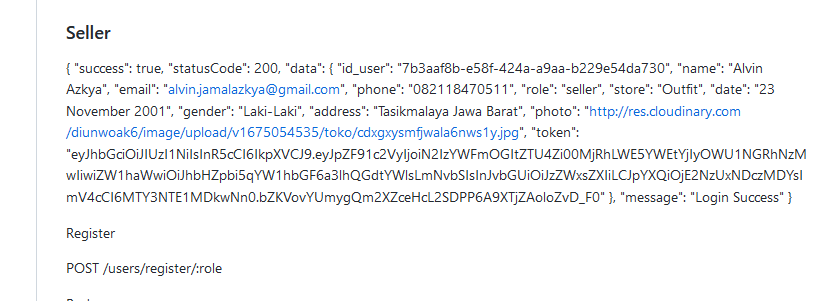 Seller
{ "success": true, "statusCode": 200, "data": { "id_user": "7b3aaf8b-e58f-424a-a9aa-b229e54da730", "name": "Alvin
Azkya", "email": "alvin.jamalazkya@gmail.com", "phone": "082118470511", "role": "seller", "store": "Outfit", "date": "23
November 2001", "gender": "Laki-Laki", "address": "Tasikmalaya Jawa Barat", "photo": "http://res.cloudinary.com
/diunwoak6/image/upload/v1675054535/toko/cdxgxysmfjwala6nws1y.jpg", "token":
"eyJhbGciOiJIUzI1NiIsInR5cCI6IkpXVCJ9.eyJpZF91c2VyIjoiN2IzYWFmOGItZTU4Zi00MjRhLWE5YWEtYjIyOWU1NGRhNzM
wIiwiZW1haWwiOiJhbHZpbi5qYW1hbGF6a3lhQGdtYWlsLmNvbSIsInJvbGUiOiJzZWxsZXIiLCJpYXQiOjE2NzUxNDczMDYsI
mV4cCI6MTY3NTE1MDkwNn0.bZKVovYUmygQm2XZceHcL2SDPP6A9XTjZAoloZvD_F0" }, "message": "Login Success" }
Register
POST /users/register/:role